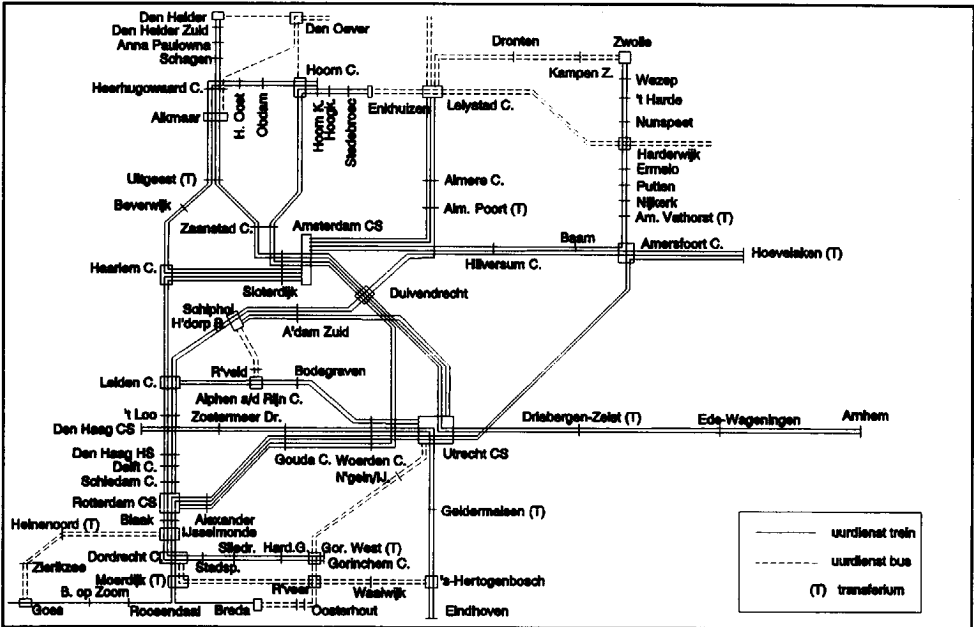 Den Helder
Den Oever
Den Helder Zuid
Anna Paulowna
Schagen
Dronten
Zwolle
Kampen Z.
Hoorn C.
Heerhugowaard C.
H. Oost
Obdam
Hoorn K.
Hoogk.
Stedebroec
Enkhuizen
Lelystad C.
Wezep
't Harde
Nunspeet
Alkmaar
Harderwijk
Ermelo
Putten
Nijkerk
Am. Vathorst (T)
Uitgeest (T)
Almere C.
Alm. Poort (T)
Beverwijk
Zaanstad C.
Amsterdam CS
Baarn
Amersfoort C.
Hoevelaken (T)
Hilversum C.
Haarlem C.
Sloterdijk
Duivendrecht
Schiphol
H'dorp B.
A'dam Zuid
R'veld
Bodegraven
Leiden C.
Alphen a/d Rijn C.
't Loo
Zoetermeer Dr.
Den Haag CS
Driebergen-Zeist (T)
Ede-Wageningen
Arnhem
Den Haag HS
Gouda C.
Woerden C.
Utrecht CS
Delft C.
N'gein/IJ.
Schiedam C.
Rotterdam CS
Geldermalsen (T)
Blaak
Alexander
Heinenoord (T)
IJsselmonde
Dordrecht C.
Sliedr.
Hard.G.
Gor. West (T)
Stadsp.
Gorinchem C.
Zierikzee
Moerdijk (T)
R'veer
Waalwijk
's-Hertogenbosch
B. op Zoom
Goes
Roosendaal
Breda
Oosterhout
Eindhoven
uurdienst trein
uurdienst bus
(T) transferium